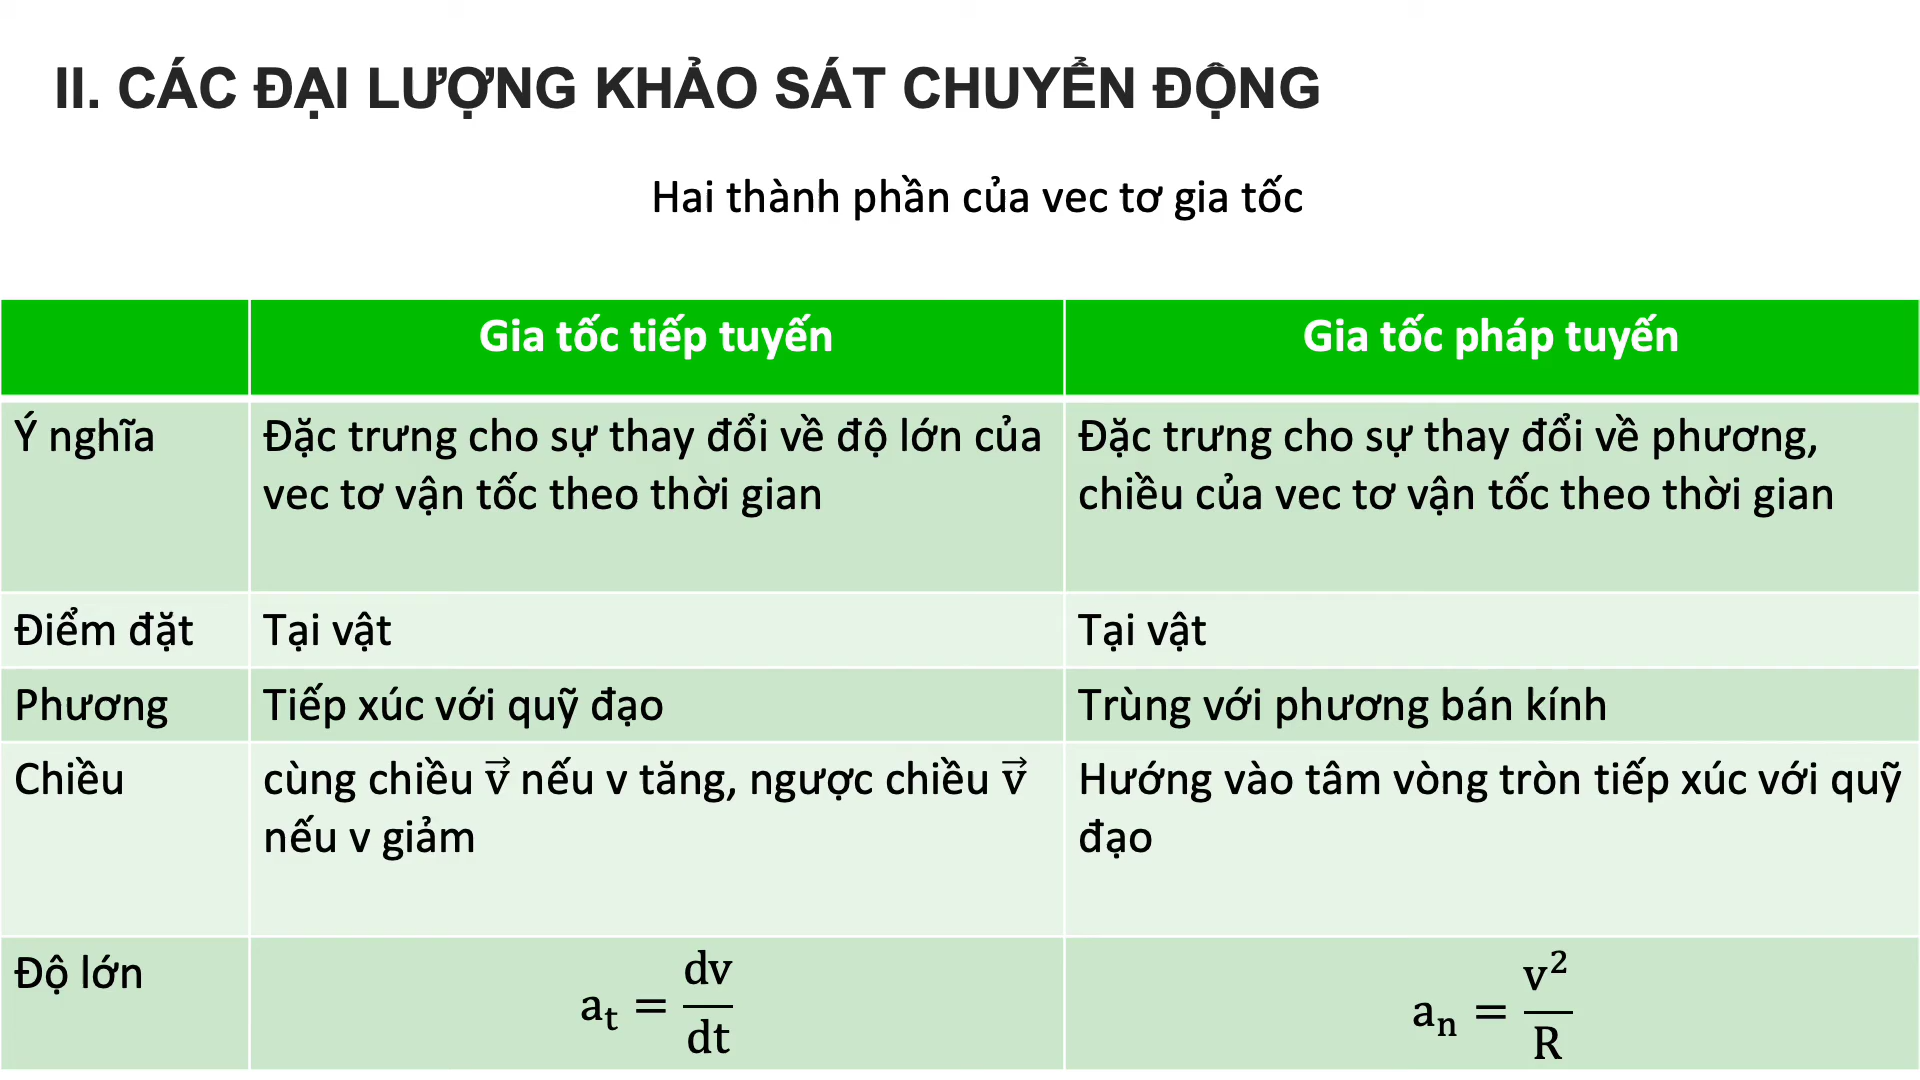 II. CÁC ĐẠI LƯỢNG KHẢO SÁT CHUYỂN ĐỘNG
Hai thành phần của vec tơ gia tốc
Gia tốc tiếp tuyến
Gia tốc pháp tuyến
Ý nghĩa
Đặc trưng cho sự thay đổi về độ lớn của
vec tơ vận tốc theo thời gian
Đặc trưng cho sự thay đổi về phương,
chiều của vec tơ vận tốc theo thời gian
Điểm đặt
Tại vật
Tại vật
Phương
Tiếp xúc với quỹ đạo
Trùng với phương bán kính
Chiều
cùng chiều v⃗ nếu v tăng, ngược chiều v⃗
nếu v giảm
Hướng vào tâm vòng tròn tiếp xúc với quỹ
đạo
Độ lớn
aₜ = dv/dt
aₙ = v²/R